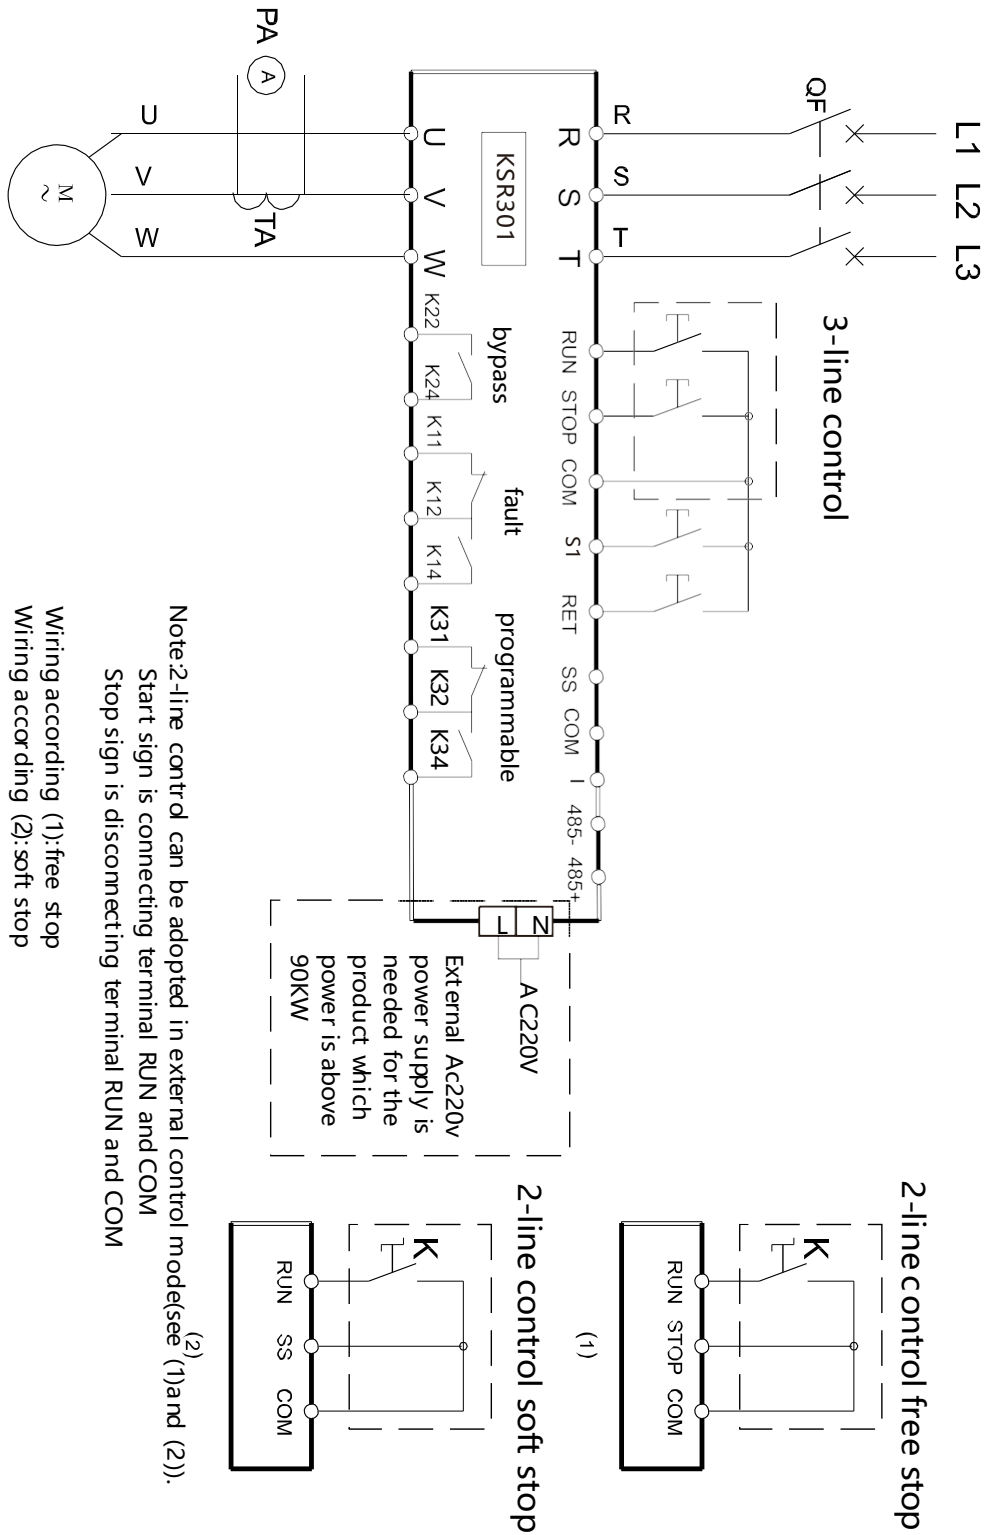 L1
L2
L3
QF
R
S
T
3-line control
R
S
T
RUN
STOP
COM
S1
RET
SS
COM
I
485-
485+
KSR301
U
V
W
bypass
fault
programmable
K22
K24
K11
K12
K14
K31
K32
K34
U
V
W
PA
A
TA
M
~
L
N
AC220V
External Ac220v
power supply is
needed for the
product which
power is above
90KW
2-line control free stop
K
RUN
STOP
COM
(1)
2-line control soft stop
K
RUN
SS
COM
(2)
Note:2-line control can be adopted in external control mode(see (1)and (2)).
Start sign is connecting terminal RUN and COM
Stop sign is disconnecting terminal RUN and COM
Wiring according (1):free stop
Wiring according (2):soft stop